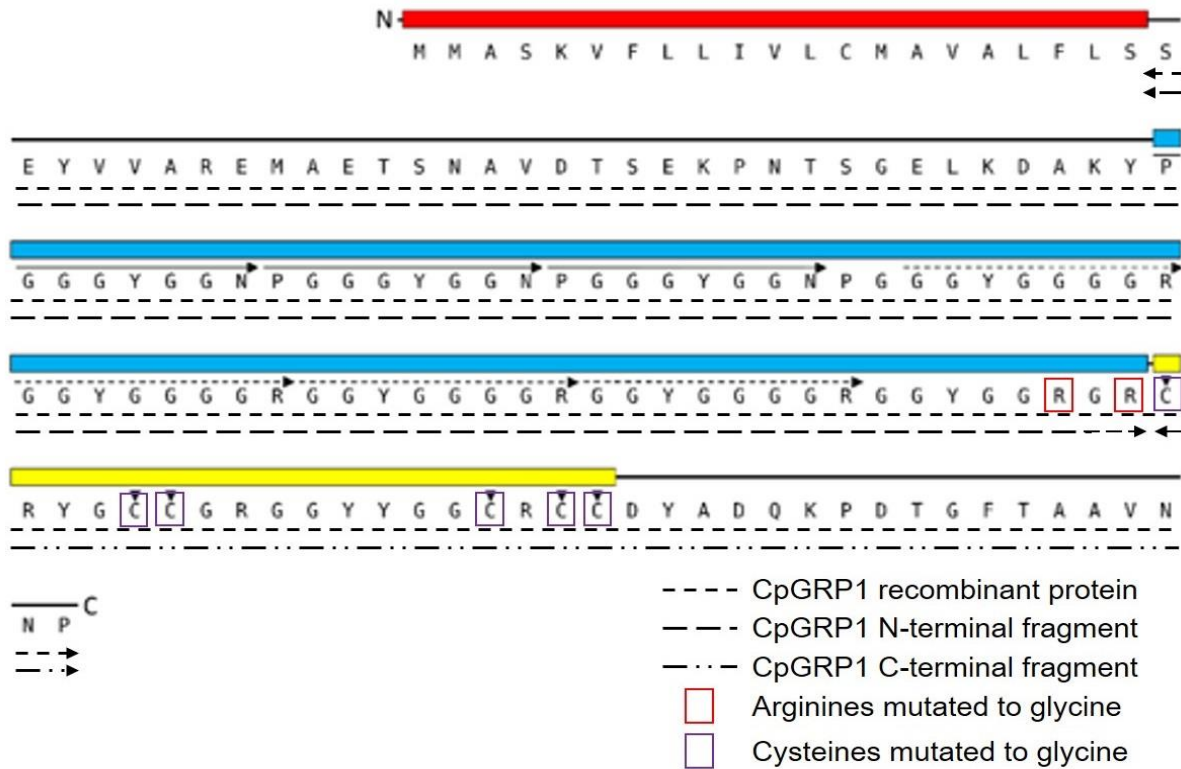 N
M M A S K V F L L I V L C M A V A L F L S S
E Y V V A R E M A E T S N A V D T S E K P N T S G E L K D A K Y P
G G G Y G G N P G G G Y G G N P G G G Y G G N P G G G Y G G G G R
G G Y G G G G R G G Y G G G G R G G Y G G G G R G G Y G G R G R C
R Y G C C G R G G Y Y G G C R C C D Y A D Q K P D T G F T A A V N
C
N P
CpGRP1 recombinant protein
CpGRP1 N-terminal fragment
CpGRP1 C-terminal fragment
Arginines mutated to glycine
Cysteines mutated to glycine